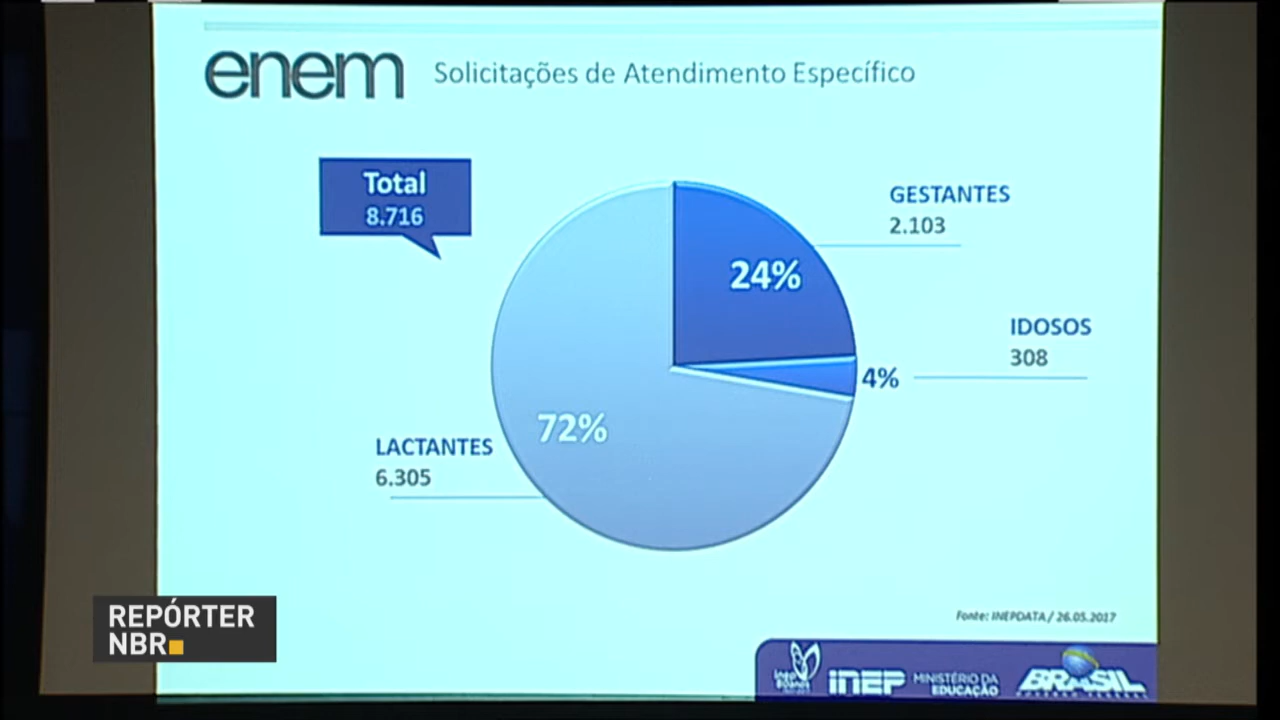 enem
Solicitações de Atendimento Específico
Total
8.716
GESTANTES
2.103
24%
IDOSOS
308
4%
72%
LACTANTES
6.305
Fonte: INEPDATA / 26.05.2017
REPÓRTER
NBR
INEP
MINISTÉRIO DA
EDUCAÇÃO
BRASIL